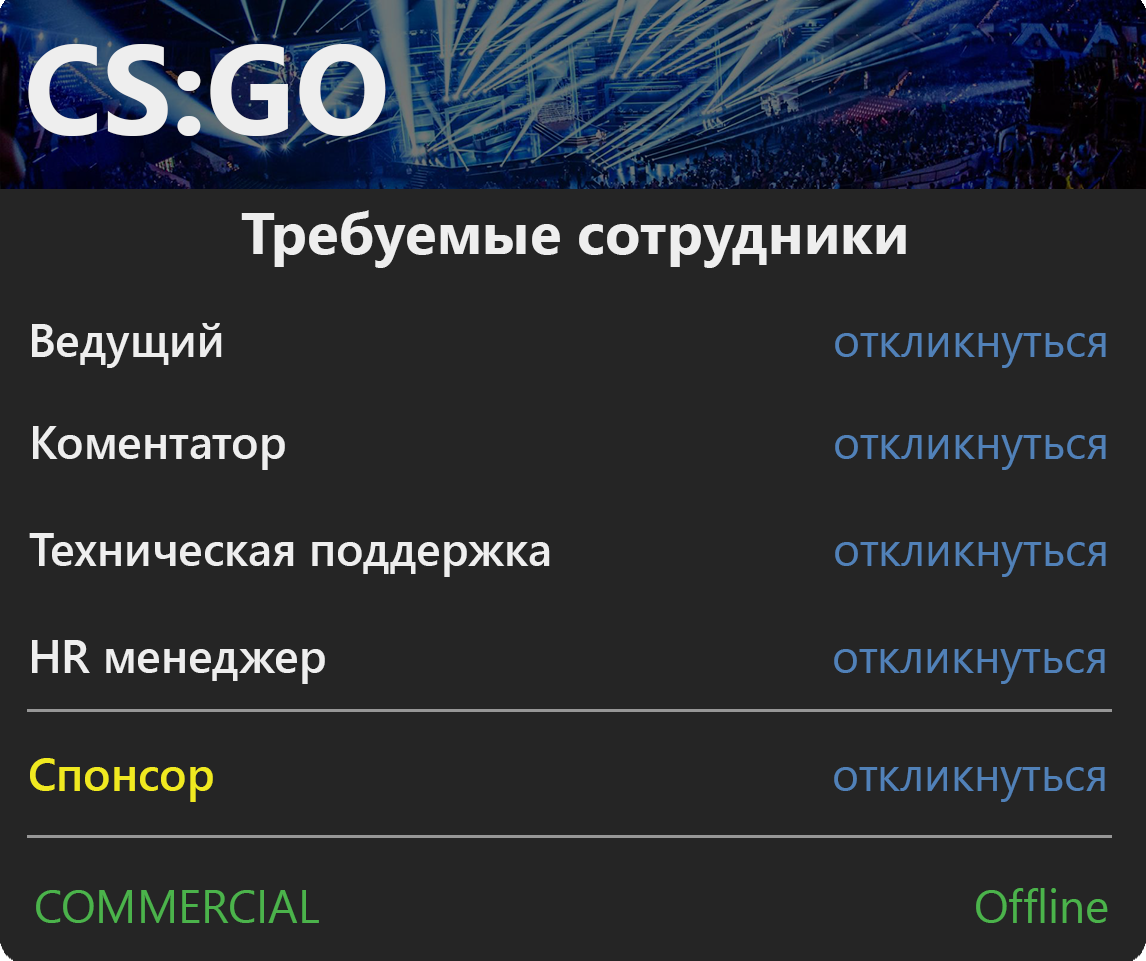 CS:GO
Требуемые сотрудники
Ведущий откликнуться
Коментатор откликнуться
Техническая поддержка откликнуться
HR менеджер откликнуться
Спонсор откликнуться
COMMERCIAL Offline